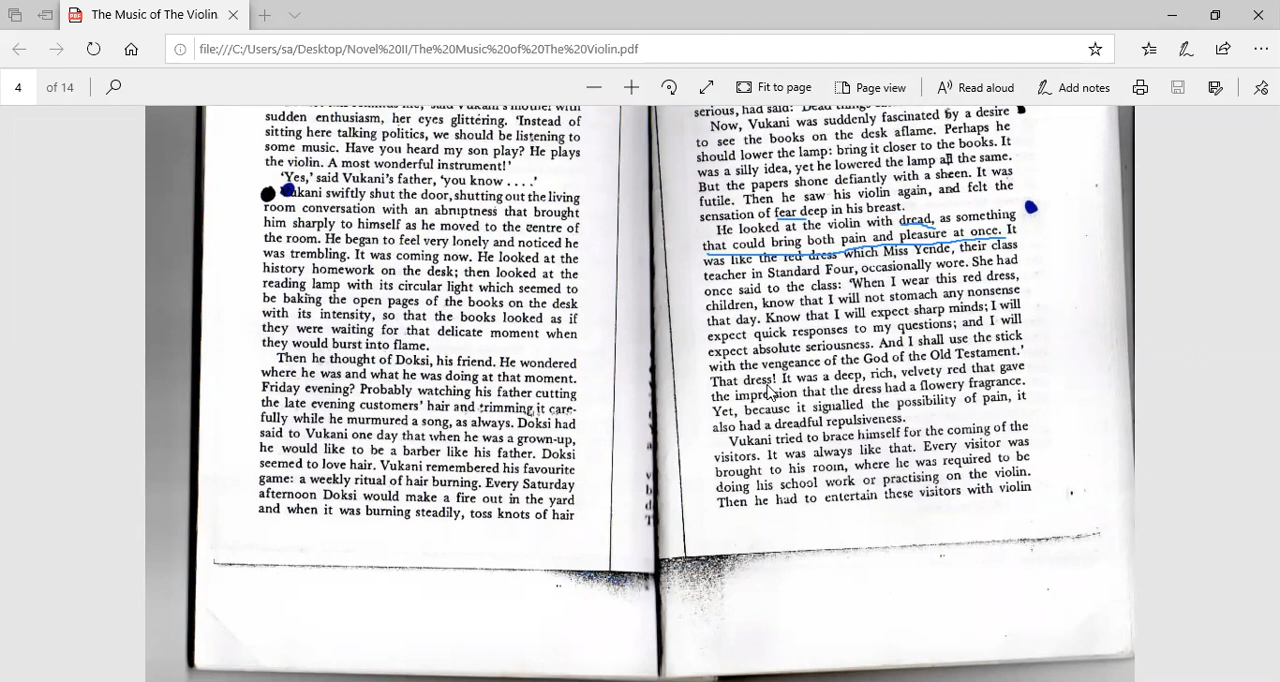 The Music of The Violin.
file:///C:/Users/sa/Desktop/Novel%20II/The%20Music%20of%20The%20Violin.pdf
4 of 14
Fit to page
Page view
Read aloud
Add notes
said Vukani's mother with
sudden enthusiasm, her eyes glittering. 'Instead of
sitting here talking politics, we should be listening to
some music. Have you heard my son play? He plays
the violin. A most wonderful instrument!'
'Yes,' said Vukani's father, 'you know . . . .'
Vukani swiftly shut the door, shutting out the living
room conversation with an abruptness that brought
him sharply to himself as he moved to the centre of
the room. He began to feel very lonely and noticed he
was trembling. It was coming now. He looked at the
history homework on the desk; then looked at the
reading lamp with its circular light which seemed to
be baking the open pages of the books on the desk
with its intensity, so that the books looked as if
they were waiting for that delicate moment when
they would burst into flame.
Then he thought of Doksi, his friend. He wondered
where he was and what he was doing at that moment.
Friday evening? Probably watching his father cutting
the late evening customers' hair and trimming it care-
fully while he murmured a song, as always. Doksi had
said to Vukani one day that when he was a grown-up,
he would like to be a barber like his father. Doksi
seemed to love hair. Vukani remembered his favourite
game: a weekly ritual of hair burning. Every Saturday
afternoon Doksi would make a fire out in the yard
and when it was burning steadily, toss knots of hair
serious, had said: 'Dead things
Now, Vukani was suddenly fascinated by a desire
to see the books on the desk aflame. Perhaps he
should lower the lamp: bring it closer to the books. It
was a silly idea, yet he lowered the lamp all the same.
But the papers shone defiantly with a sheen. It was
futile. Then he saw his violin again, and felt the
sensation of fear deep in his breast.
He looked at the violin with dread, as something
that could bring both pain and pleasure at once. It
was like the red dress which Miss Yende, their class
teacher in Standard Four, occasionally wore. She had
once said to the class: 'When I wear this red dress,
children, know that I will not stomach any nonsense
that day. Know that I will expect sharp minds; I will
expect quick responses to my questions; and I will
expect absolute seriousness. And I shall use the stick
with the vengeance of the God of the Old Testament.'
That dress! It was a deep, rich, velvety red that gave
the impression that the dress had a flowery fragrance.
Yet, because it signalled the possibility of pain, it
also had a dreadful repulsiveness.
Vukani tried to brace himself for the coming of the
visitors. It was always like that. Every visitor was
brought to his room, where he was required to be
doing his school work or practising on the violin.
Then he had to entertain these visitors with violin